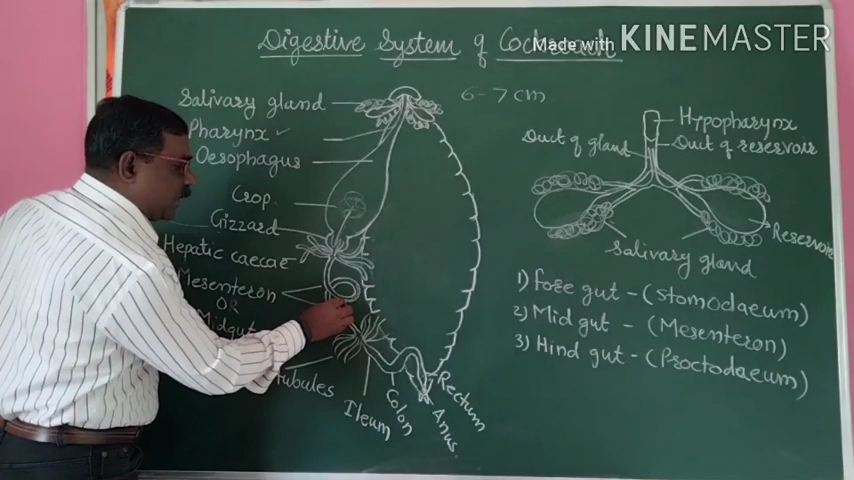 Made with KINEMASTER
Digestive System of Cockroach
6-7 cm
Salivary gland
Pharynx
Oesophagus
Crop
Gizzard
Hepatic caecae
Mesenteron
OR
Midgut
Tubules
Ileum
Colon
Rectum
Anus
Hypopharynx
Duct of gland
Duct of reservoir
Reservoir
Salivary gland
1) Fore gut - (Stomodaeum)
2) Mid gut - (Mesenteron)
3) Hind gut - (Proctodaeum)